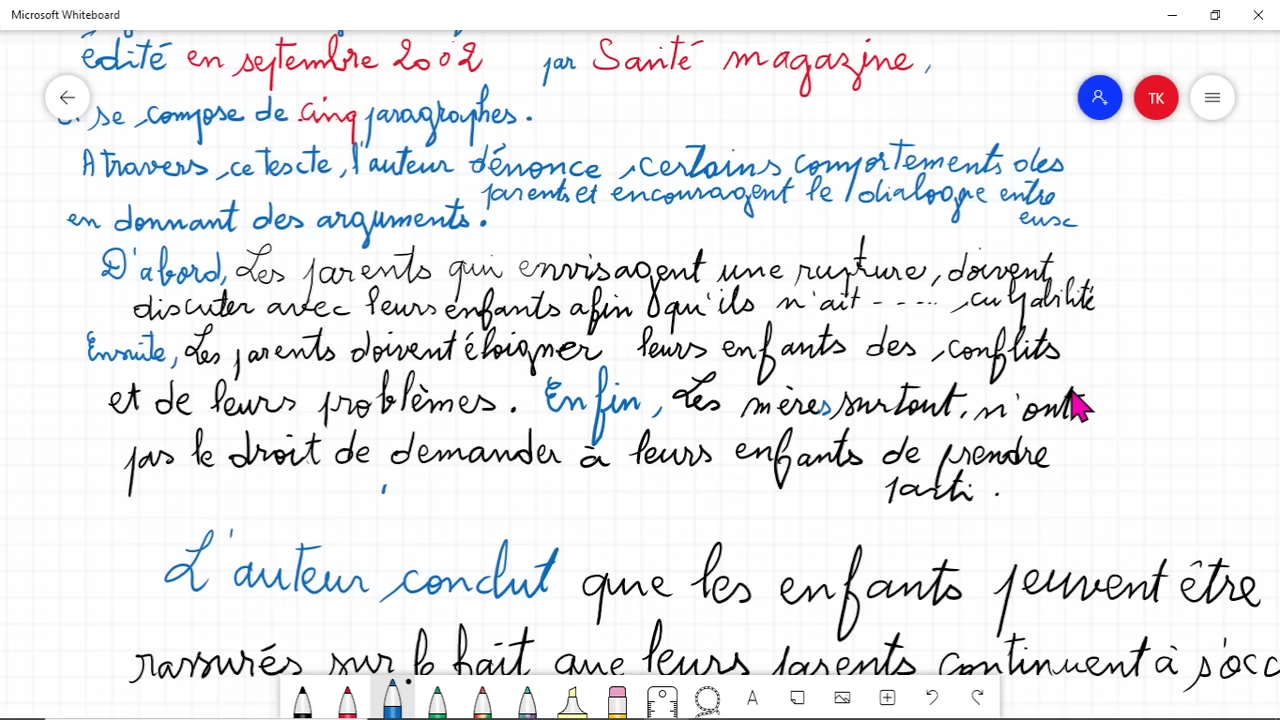 Microsoft Whiteboard
édité en septembre 2002 par Santé magazine,
se compose de cinq paragraphes.
TK
A travers ce texte, l'auteur dénonce certains comportements des
parents et encouragent le dialogue entre
eux
en donnant des arguments.
D'abord, Les parents qui envisagent une rupture, doivent
discuter avec leurs enfants afin qu'ils n'ait - - - - .. culpabilité
Ensuite, Les parents doivent éloigner leurs enfants des conflits
et de leurs problèmes. Enfin, Les mères surtout, n'ont
pas le droit de demander à leurs enfants de prendre
parti .
L'auteur conclut que les enfants peuvent être
rassurés sur le fait que leurs parents continuent à s'occ
A